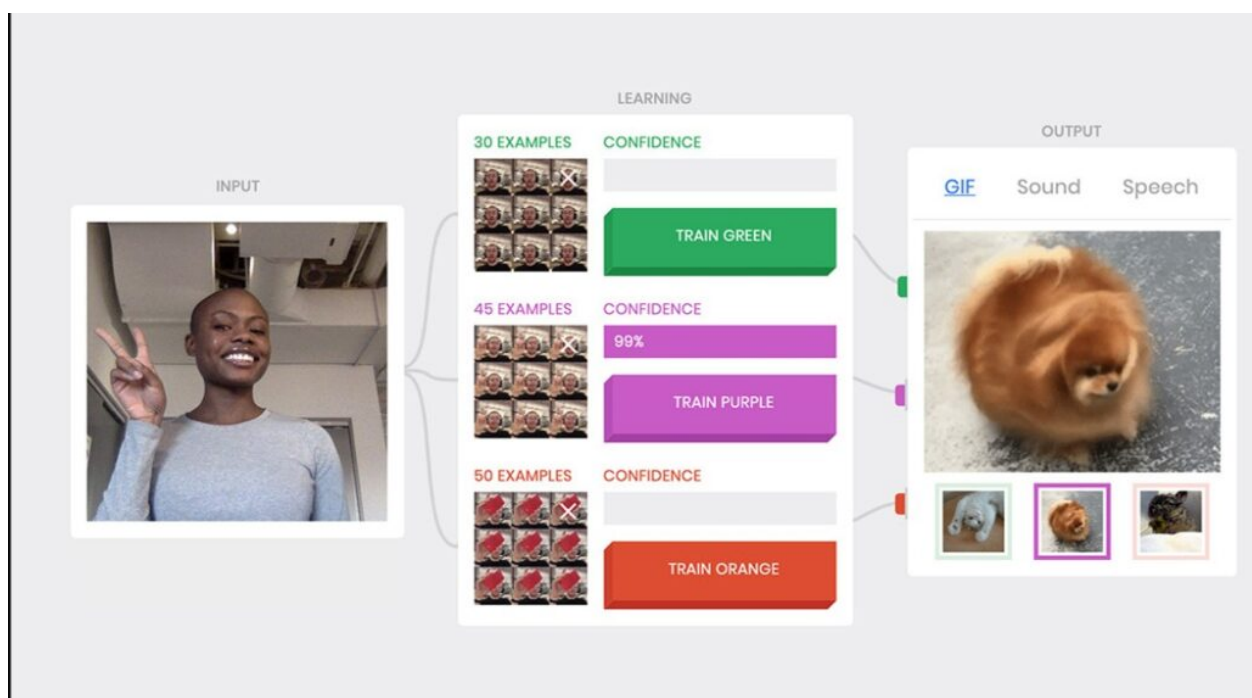 INPUT
LEARNING
30 EXAMPLES CONFIDENCE
TRAIN GREEN
45 EXAMPLES CONFIDENCE
99%
TRAIN PURPLE
50 EXAMPLES CONFIDENCE
TRAIN ORANGE
OUTPUT
GIF Sound Speech